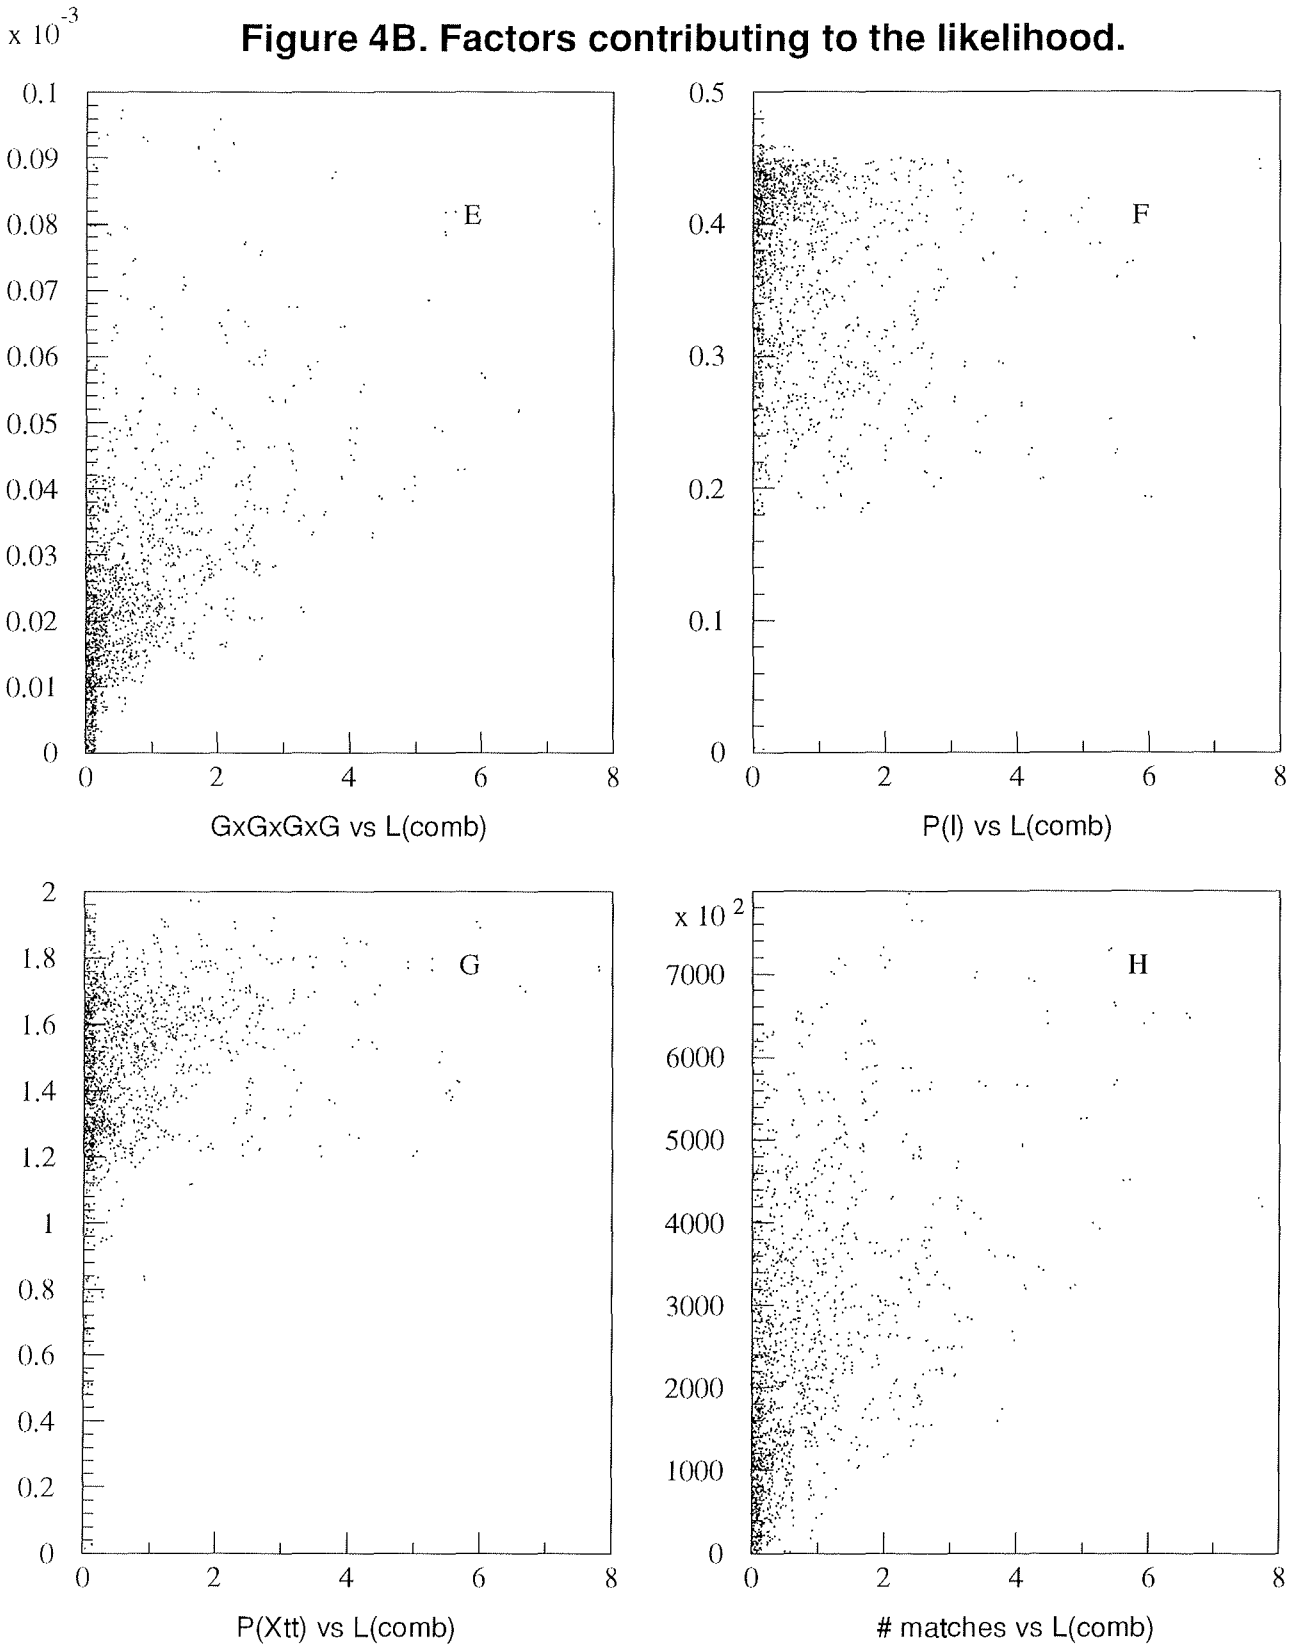 x 10⁻³
Figure 4B. Factors contributing to the likelihood.
0.1
0.09
0.08
0.07
0.06
0.05
0.04
0.03
0.02
0.01
0
E
0 2 4 6 8
GxGxGxG vs L(comb)
0.5
0.4
0.3
0.2
0.1
0
F
0 2 4 6 8
P(l) vs L(comb)
2
1.8
1.6
1.4
1.2
1
0.8
0.6
0.4
0.2
0
G
0 2 4 6 8
P(Xtt) vs L(comb)
x 10²
7000
6000
5000
4000
3000
2000
1000
0
H
0 2 4 6 8
# matches vs L(comb)